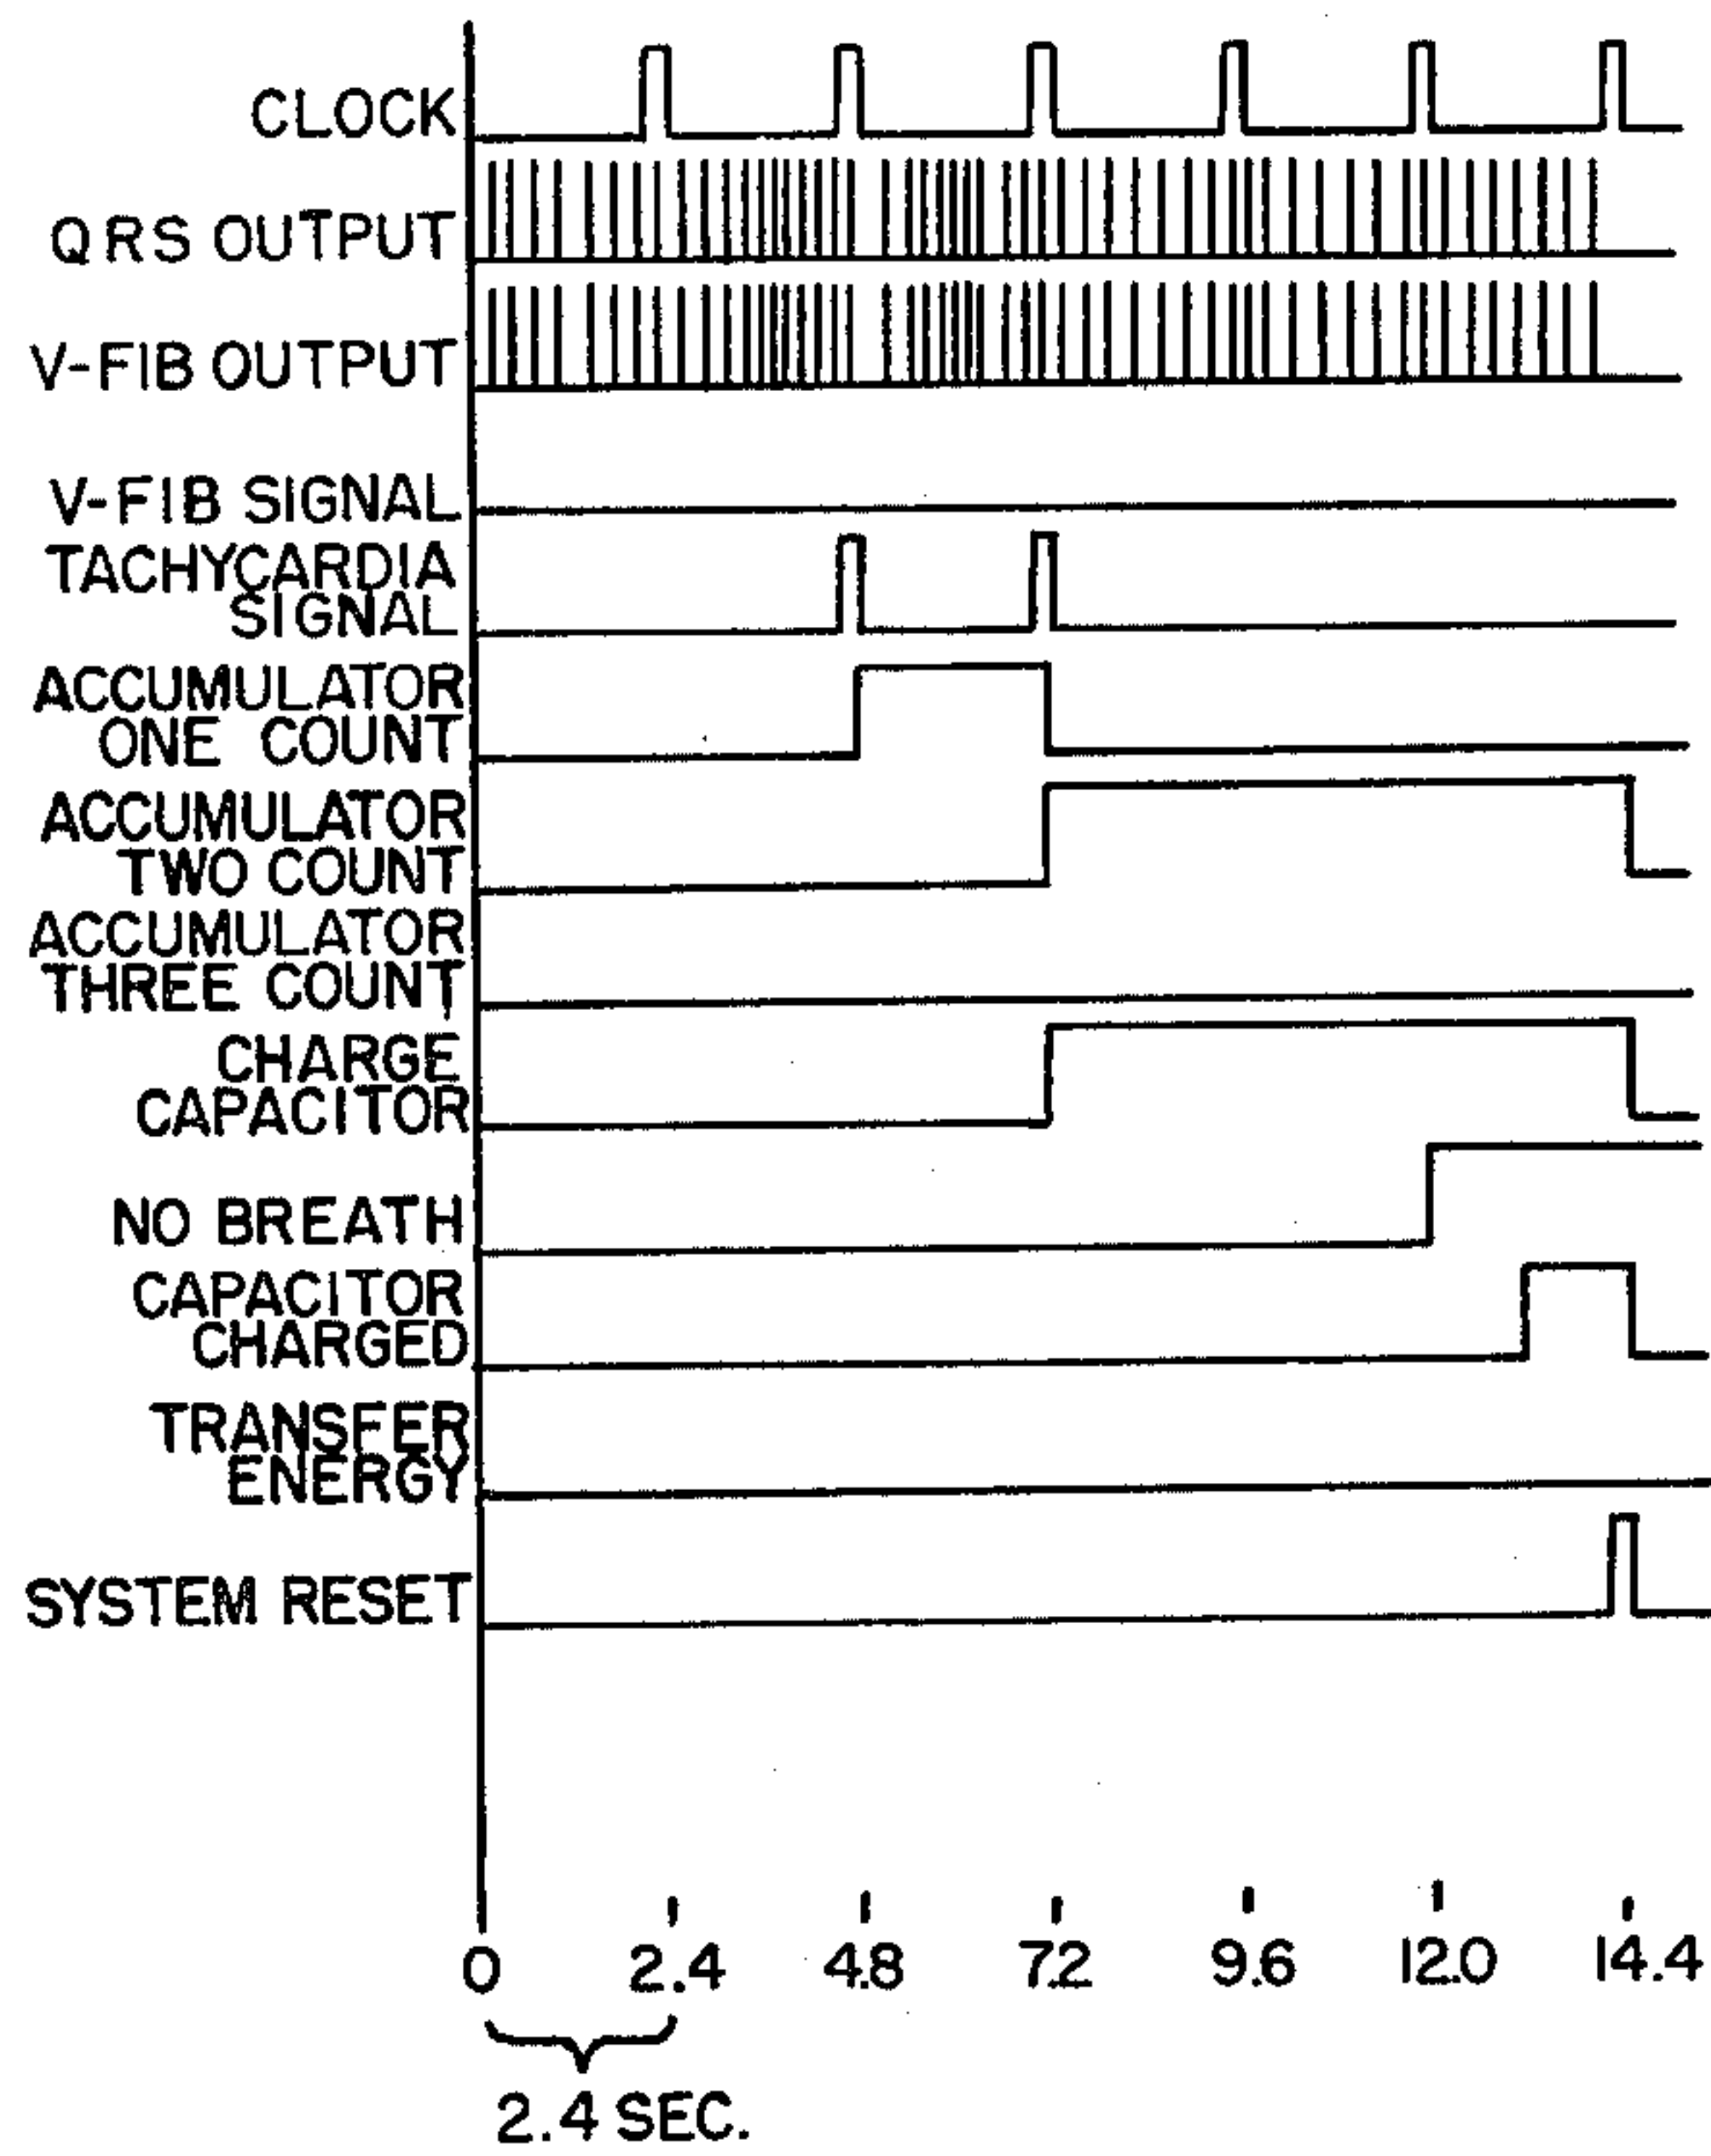 CLOCK
QRS OUTPUT
V-FIB OUTPUT
V-FIB SIGNAL
TACHYCARDIA
SIGNAL
ACCUMULATOR
ONE COUNT
ACCUMULATOR
TWO COUNT
ACCUMULATOR
THREE COUNT
CHARGE
CAPACITOR
NO BREATH
CAPACITOR
CHARGED
TRANSFER
ENERGY
SYSTEM RESET
0 2.4 4.8 7.2 9.6 12.0 14.4
2.4 SEC.